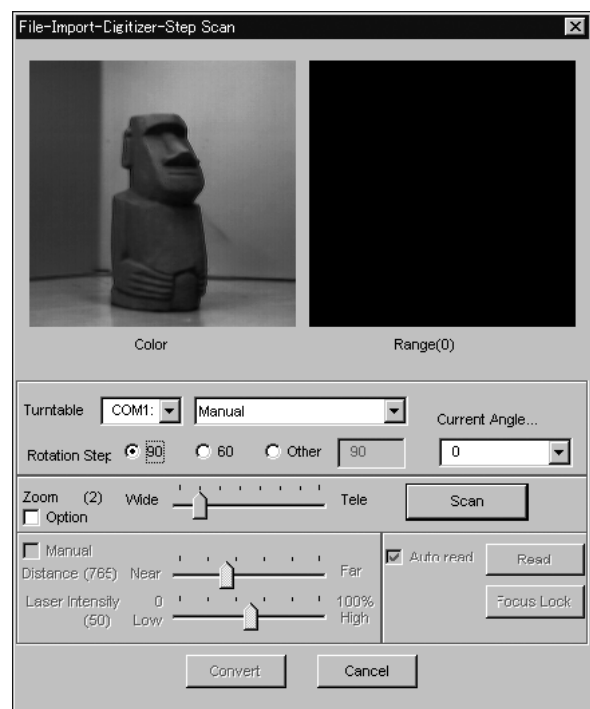 File-Import-Digitizer-Step Scan
Color
Range(0)
Turntable COM1: Manual
Current Angle...
Rotation Step 90 60 Other 90
0
Zoom (2) Wide Tele
Scan
Option
Manual
Auto read
Read
Distance (765) Near Far
Laser Intensity 0 100%
(50) Low High
Focus Lock
Convert
Cancel